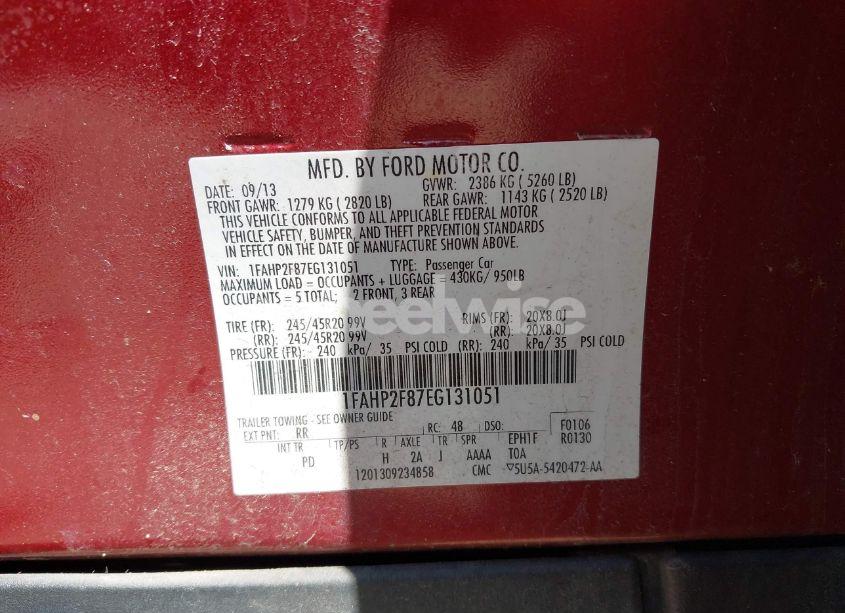 MFD. BY FORD MOTOR CO.
DATE: 09/13 GVWR: 2386 KG ( 5260 LB)
FRONT GAWR: 1279 KG ( 2820 LB) REAR GAWR: 1143 KG ( 2520 LB)
THIS VEHICLE CONFORMS TO ALL APPLICABLE FEDERAL MOTOR
VEHICLE SAFETY, BUMPER, AND THEFT PREVENTION STANDARDS
IN EFFECT ON THE DATE OF MANUFACTURE SHOWN ABOVE.
VIN: 1FAHP2F87EG131051 TYPE: Passenger Car
MAXIMUM LOAD = OCCUPANTS + LUGGAGE = 430KG/ 950LB
OCCUPANTS = 5 TOTAL; 2 FRONT, 3 REAR
eelwise
TIRE (FR): 245/45R20 99V RIMS (FR): 20X8.0J
(RR): 245/45R20 99V (RR): 20X8.0J
PRESSURE (FR): 240 kPa/ 35 PSI COLD (RR): 240 kPa/ 35 PSI COLD
1FAHP2F87EG131051
TRAILER TOWING - SEE OWNER GUIDE
EXT PNT: RR RC: 48 DSO: F0106
INT TR TP/PS R AXLE TR SPR EPH1F R0130
PD H 2A J AAAA TOA
1201309234858 CMC 5U5A-5420472-AA